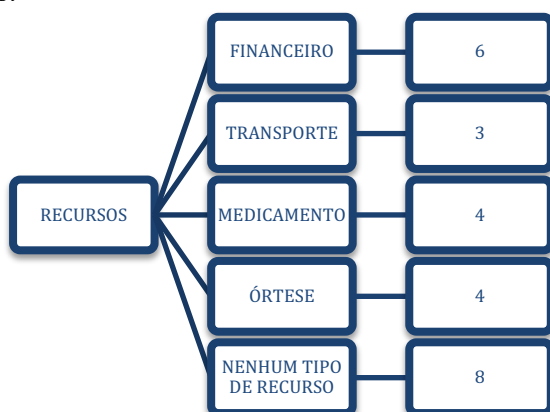 FINANCEIRO
6
TRANSPORTE
3
RECURSOS
MEDICAMENTO
4
ÓRTESE
4
NENHUM TIPO
DE RECURSO
8